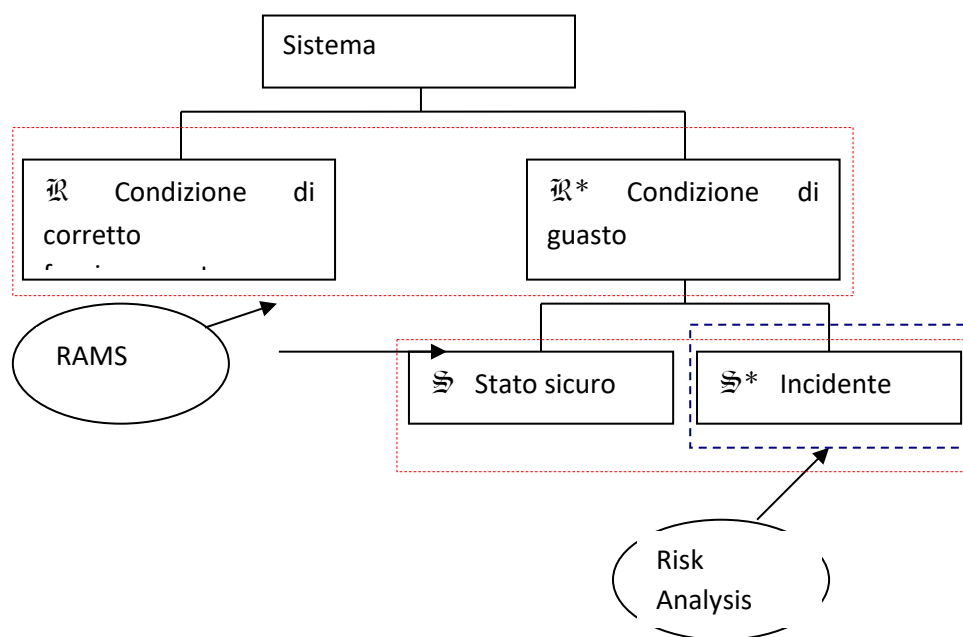 Sistema
ℜ Condizione di
corretto
ℜ* Condizione di
guasto
RAMS
𝔖 Stato sicuro
𝔖* Incidente
Risk
Analysis